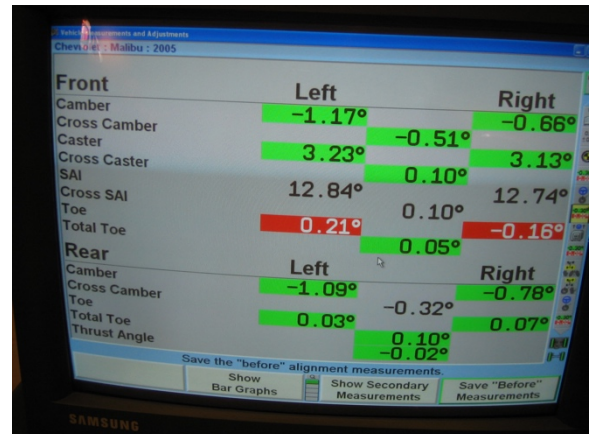 Vehicle Measurements and Adjustments
Chevrolet : Malibu : 2005
Front Left Right
Camber -1.17° -0.66°
Cross Camber -0.51°
Caster 3.23° 3.13°
Cross Caster 0.10°
SAI 12.84° 12.74°
Cross SAI 0.10°
Toe 0.21° -0.16°
Total Toe 0.05°
Rear Left Right
Camber -1.09° -0.78°
Cross Camber -0.32°
Toe 0.03° 0.07°
Total Toe 0.10°
Thrust Angle -0.02°
Save the "before" alignment measurements.
Show Bar Graphs
Show Secondary Measurements
Save "Before" Measurements
SAMSUNG